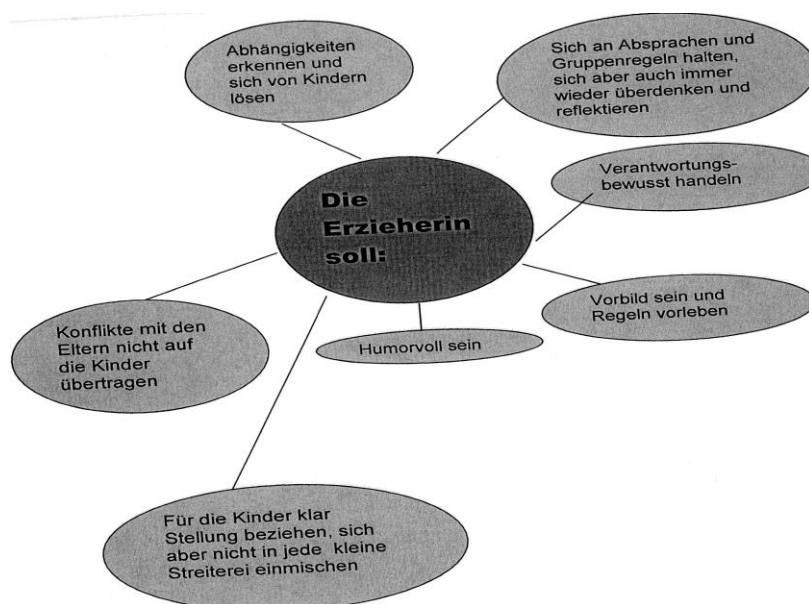 Abhängigkeiten
erkennen und
sich von Kindern
lösen
Sich an Absprachen und
Gruppenregeln halten,
sich aber auch immer
wieder überdenken und
reflektieren
Die
Erzieherin
soll:
Verantwortungs-
bewusst handeln
Vorbild sein und
Regeln vorleben
Humorvoll sein
Konflikte mit den
Eltern nicht auf
die Kinder
übertragen
Für die Kinder klar
Stellung beziehen, sich
aber nicht in jede kleine
Streiterei einmischen